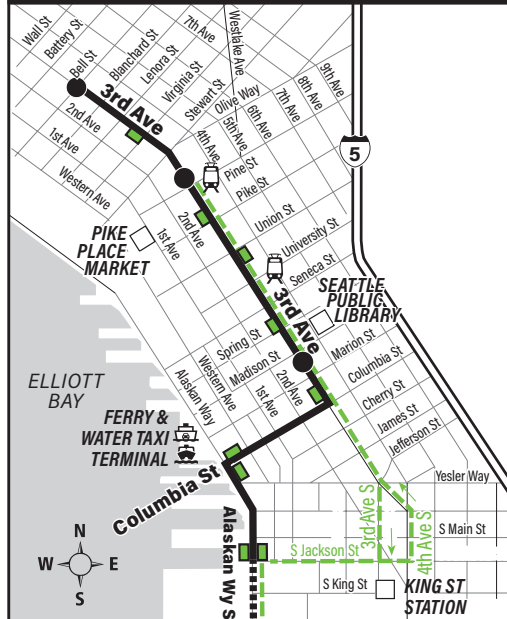 Wall St
Battery St
Bell St
Blanchard St
Lenora St
Virginia St
Stewart St
Olive Way
7th Ave
Westlake Ave
9th Ave
8th Ave
7th Ave
6th Ave
5th Ave
4th Ave
3rd Ave
2nd Ave
1st Ave
Western Ave
5
Pine St
Pike St
Union St
University St
Seneca St
PIKE
PLACE
MARKET
1st Ave
2nd Ave
3rd Ave
SEATTLE
PUBLIC
LIBRARY
Spring St
Madison St
Marion St
Columbia St
Cherry St
James St
Jefferson St
Alaskan Way
Western Ave
1st Ave
2nd Ave
ELLIOTT
BAY
FERRY &
WATER TAXI
TERMINAL
Columbia St
Yesler Way
Alaskan Wy S
3rd Ave S
4th Ave S
S Main St
S Jackson St
S King St
KING ST
STATION
N
W
E
S